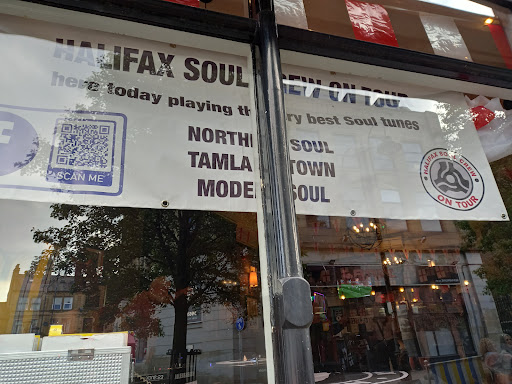 HALIFAX SOUL CREW ON TOUR
here today playing the very best Soul tunes
NORTHERN SOUL
TAMLA MOTOWN
MODERN SOUL
SCAN ME
HALIFAX SOUL CREW
ON TOUR